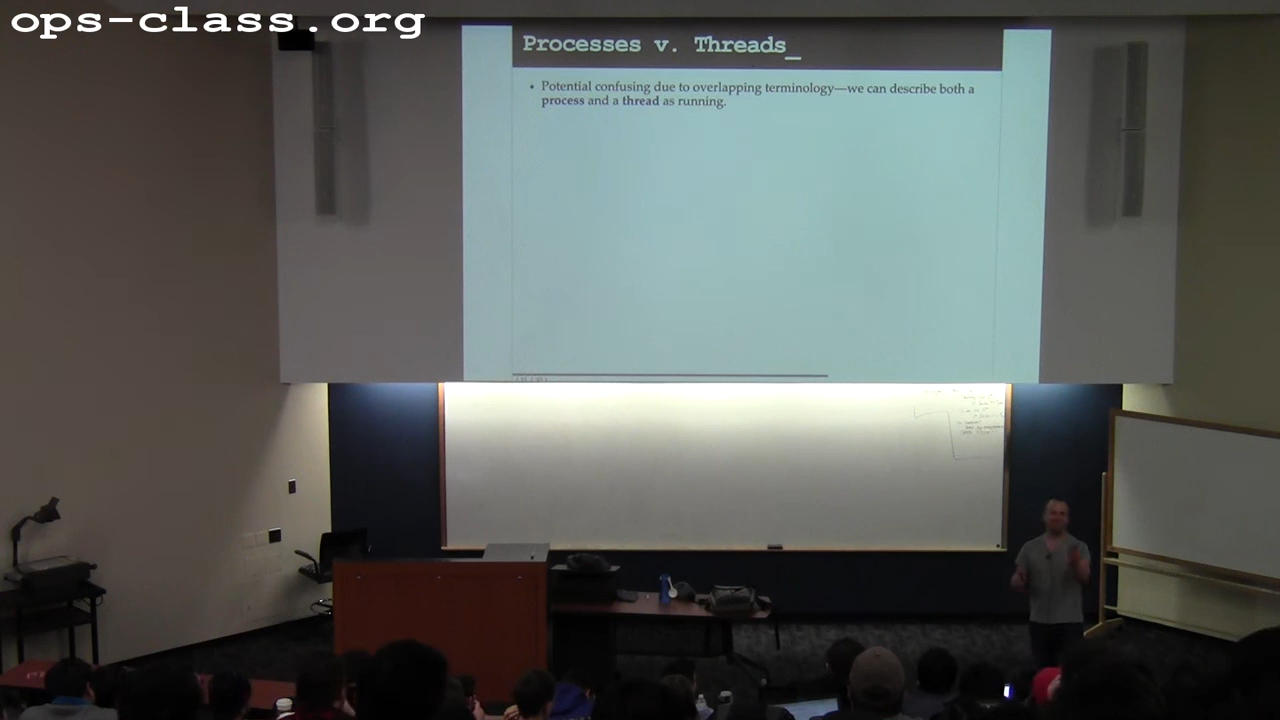 ops-class.org
Processes v. Threads_
• Potential confusing due to overlapping terminology—we can describe both a
process and a thread as running.